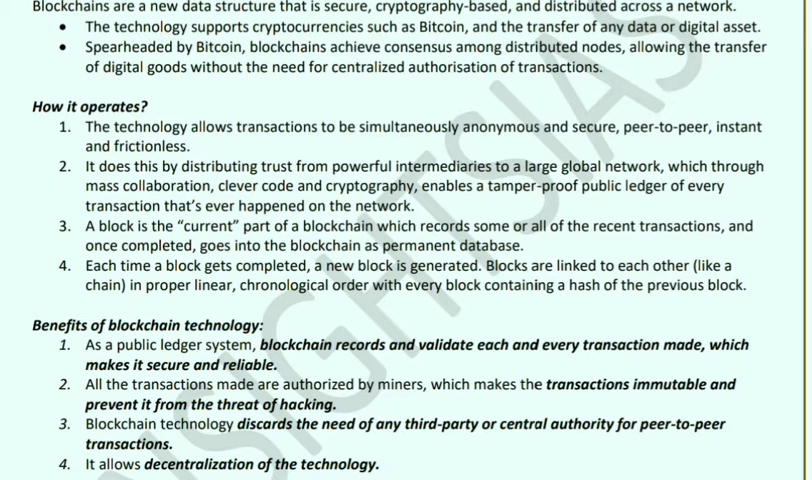 Blockchains are a new data structure that is secure, cryptography-based, and distributed across a network.
• The technology supports cryptocurrencies such as Bitcoin, and the transfer of any data or digital asset.
• Spearheaded by Bitcoin, blockchains achieve consensus among distributed nodes, allowing the transfer
of digital goods without the need for centralized authorisation of transactions.
How it operates?
1. The technology allows transactions to be simultaneously anonymous and secure, peer-to-peer, instant
and frictionless.
2. It does this by distributing trust from powerful intermediaries to a large global network, which through
mass collaboration, clever code and cryptography, enables a tamper-proof public ledger of every
transaction that's ever happened on the network.
3. A block is the “current” part of a blockchain which records some or all of the recent transactions, and
once completed, goes into the blockchain as permanent database.
4. Each time a block gets completed, a new block is generated. Blocks are linked to each other (like a
chain) in proper linear, chronological order with every block containing a hash of the previous block.
Benefits of blockchain technology:
1. As a public ledger system, blockchain records and validate each and every transaction made, which
makes it secure and reliable.
2. All the transactions made are authorized by miners, which makes the transactions immutable and
prevent it from the threat of hacking.
3. Blockchain technology discards the need of any third-party or central authority for peer-to-peer
transactions.
4. It allows decentralization of the technology.
NSIGHTSIAS